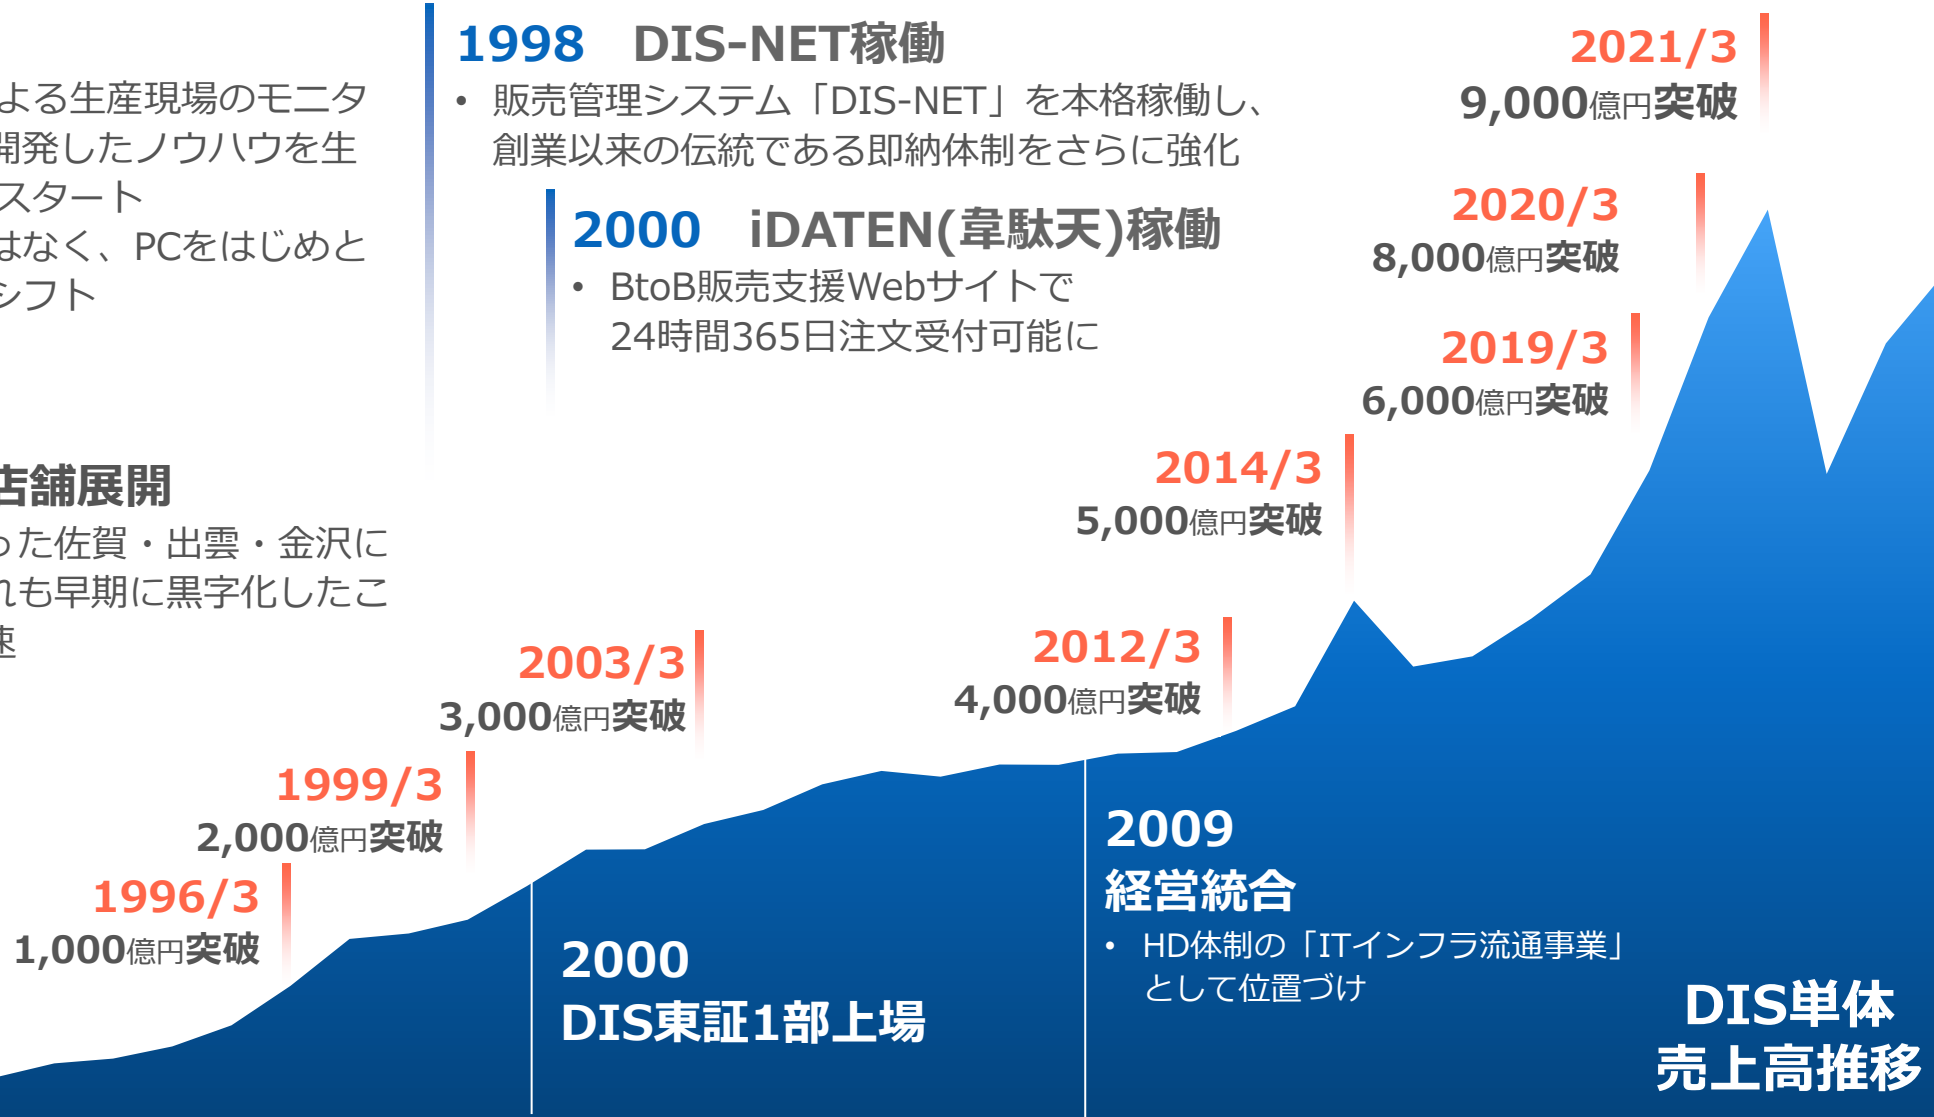 よる生産現場のモニタ
開発したノウハウを生
スタート
はなく、PCをはじめと
シフト
店舗展開
った佐賀・出雲・金沢に
れも早期に黒字化したこ
速
1998 DIS-NET稼働
• 販売管理システム「DIS-NET」を本格稼働し、
創業以来の伝統である即納体制をさらに強化
2000 iDATEN(韋駄天)稼働
• BtoB販売支援Webサイトで
24時間365日注文受付可能に
1996/3
1,000億円突破
1999/3
2,000億円突破
2003/3
3,000億円突破
2012/3
4,000億円突破
2014/3
5,000億円突破
2019/3
6,000億円突破
2020/3
8,000億円突破
2021/3
9,000億円突破
2000
DIS東証1部上場
2009
経営統合
• HD体制の「ITインフラ流通事業」
として位置づけ
DIS単体
売上高推移